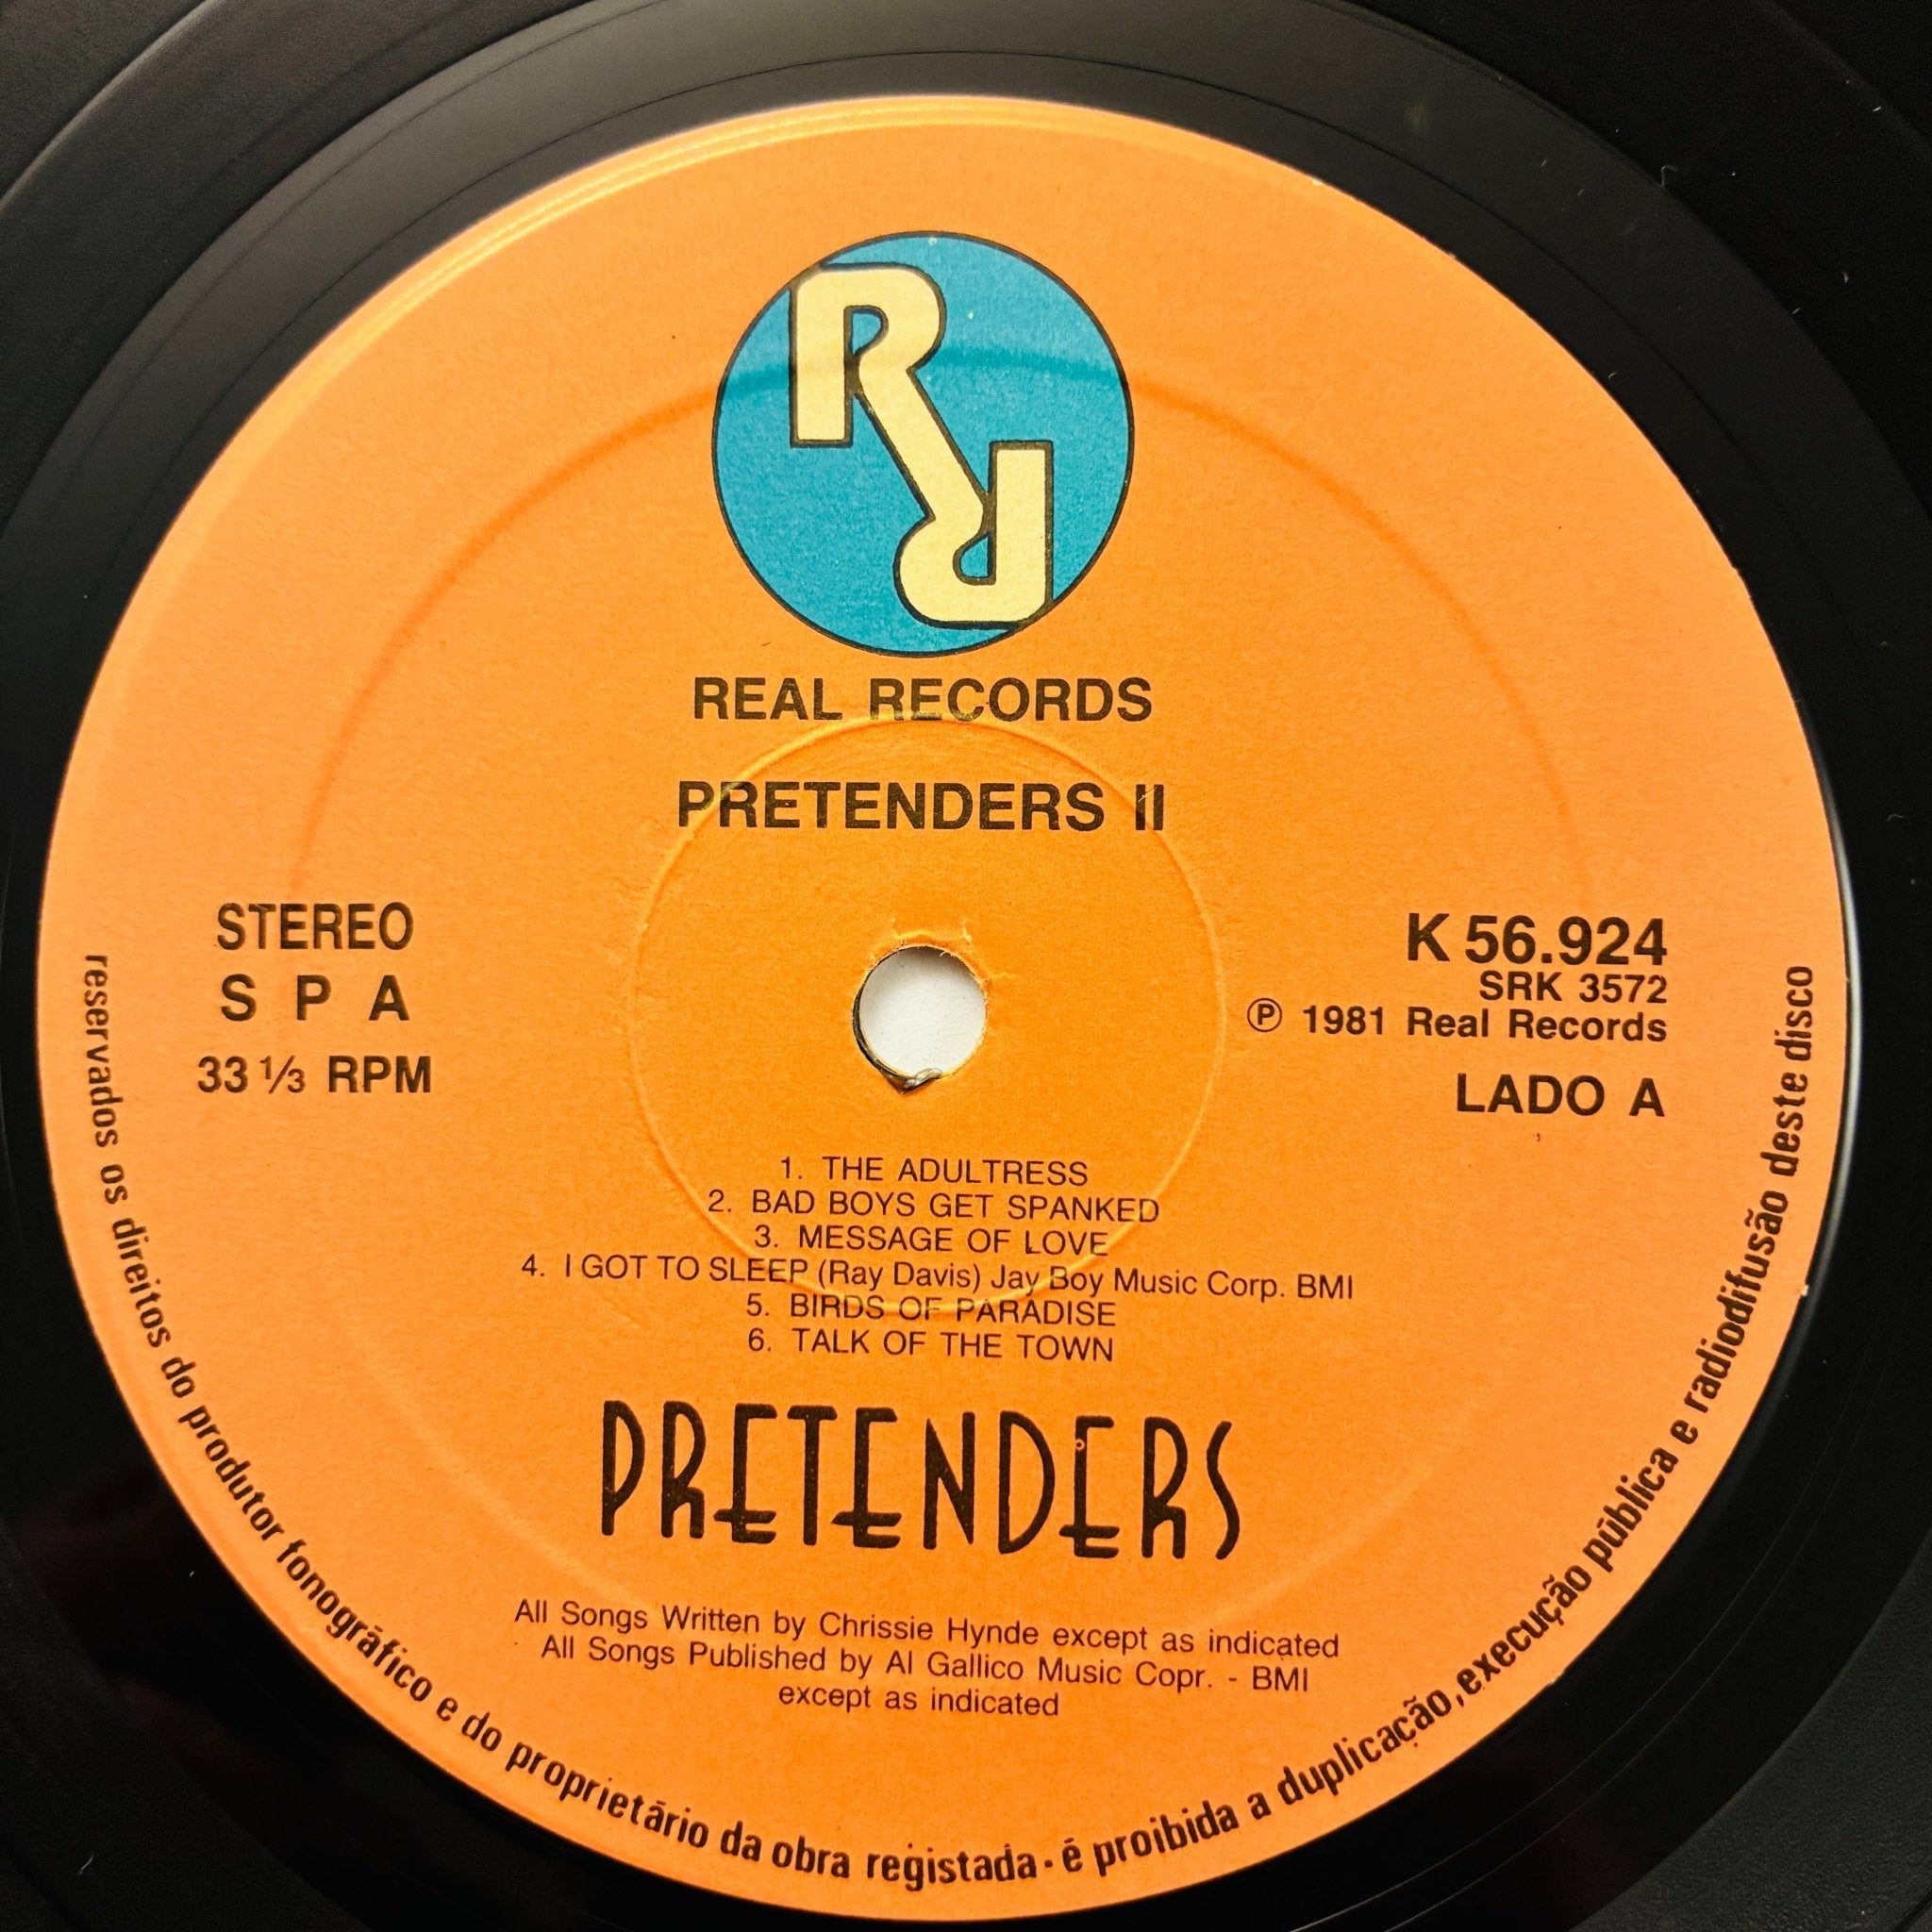 RR
REAL RECORDS
PRETENDERS II
STEREO
S P A
33 ⅓ RPM
K 56.924
SRK 3572
Ⓟ 1981 Real Records
LADO A
1. THE ADULTRESS
2. BAD BOYS GET SPANKED
3. MESSAGE OF LOVE
4. I GOT TO SLEEP (Ray Davis) Jay Boy Music Corp. BMI
5. BIRDS OF PARADISE
6. TALK OF THE TOWN
PRETENDERS
All Songs Written by Chrissie Hynde except as indicated
All Songs Published by Al Gallico Music Copr. - BMI
except as indicated
reservados os direitos do produtor fonográfico e do proprietário da obra registada · é proibida a duplicação, execução pública e radiodifusão deste disco